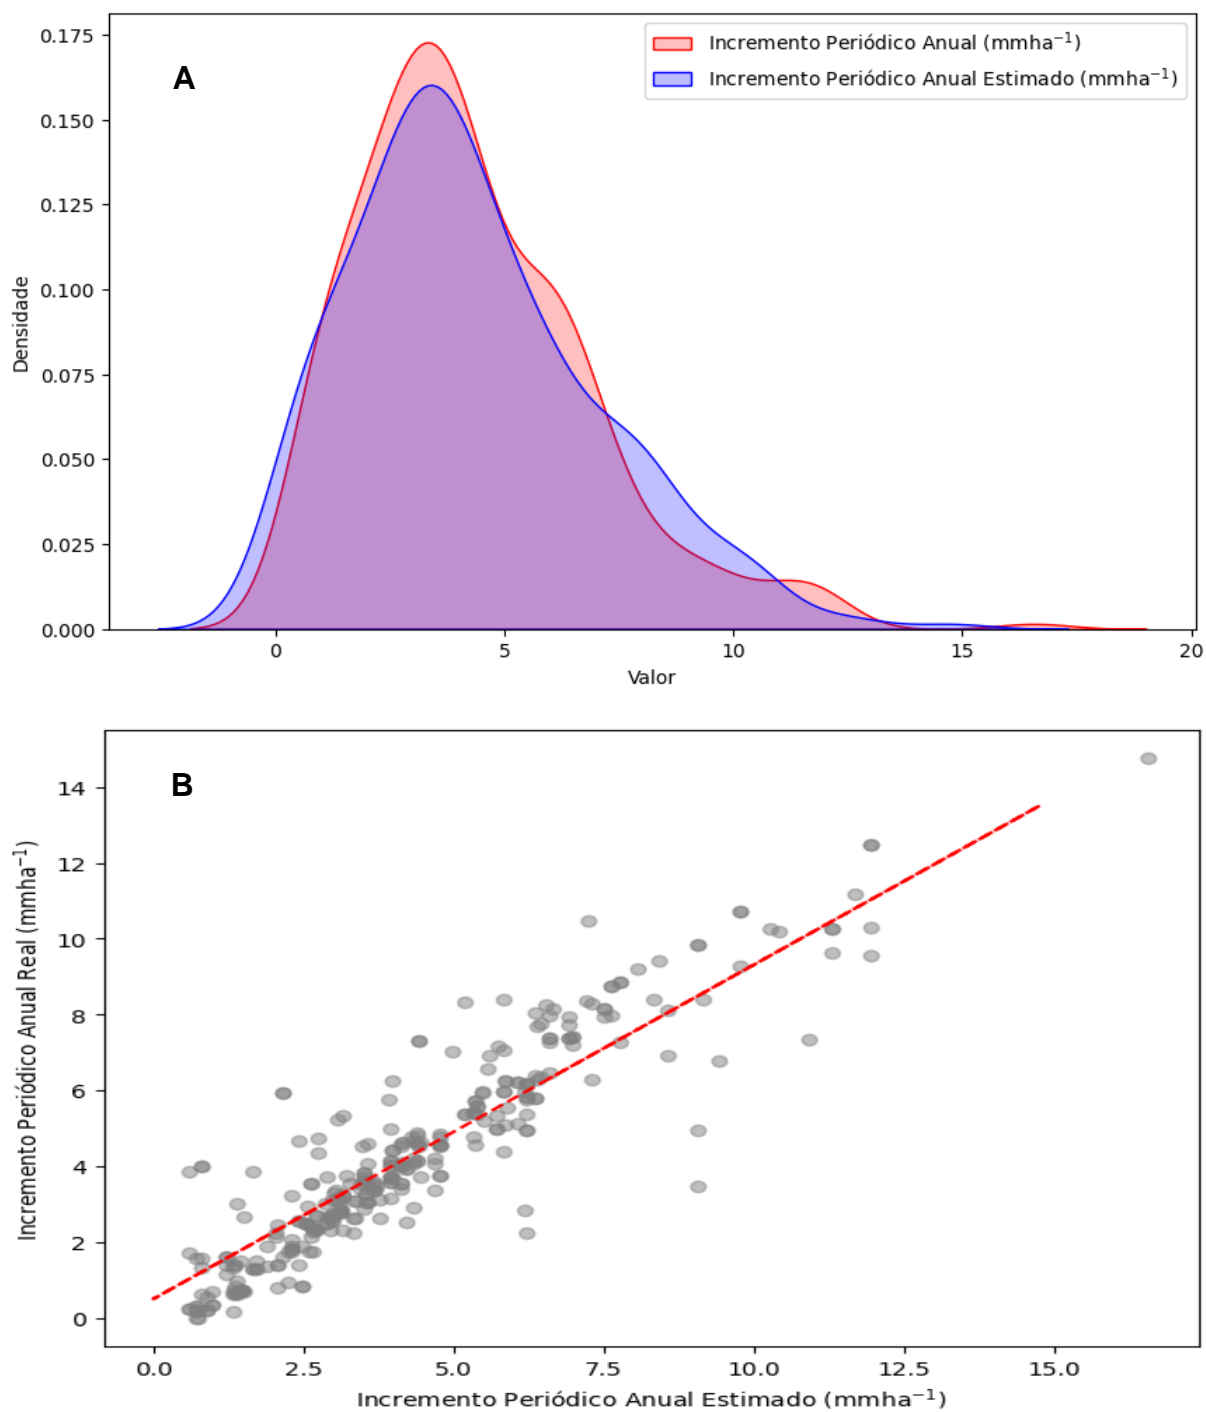 A
Incremento Periódico Anual (mmha⁻¹)
Incremento Periódico Anual Estimado (mmha⁻¹)
0.175
0.150
0.125
0.100
0.075
0.050
0.025
0.000
Densidade
0 5 10 15 20
Valor
B
14
12
10
8
6
4
2
0
Incremento Periódico Anual Real (mmha⁻¹)
0.0 2.5 5.0 7.5 10.0 12.5 15.0
Incremento Periódico Anual Estimado (mmha⁻¹)